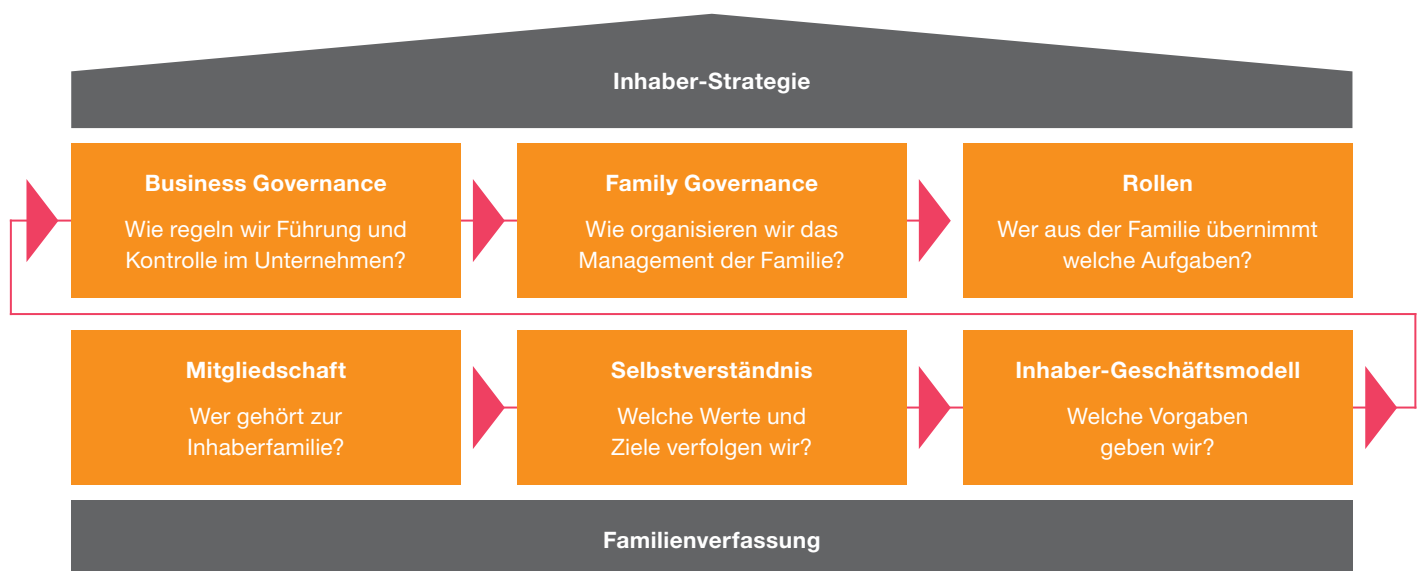 Inhaber-Strategie
Business Governance
Wie regeln wir Führung und
Kontrolle im Unternehmen?
Family Governance
Wie organisieren wir das
Management der Familie?
Rollen
Wer aus der Familie übernimmt
welche Aufgaben?
Mitgliedschaft
Wer gehört zur
Inhaberfamilie?
Selbstverständnis
Welche Werte und
Ziele verfolgen wir?
Inhaber-Geschäftsmodell
Welche Vorgaben
geben wir?
Familienverfassung